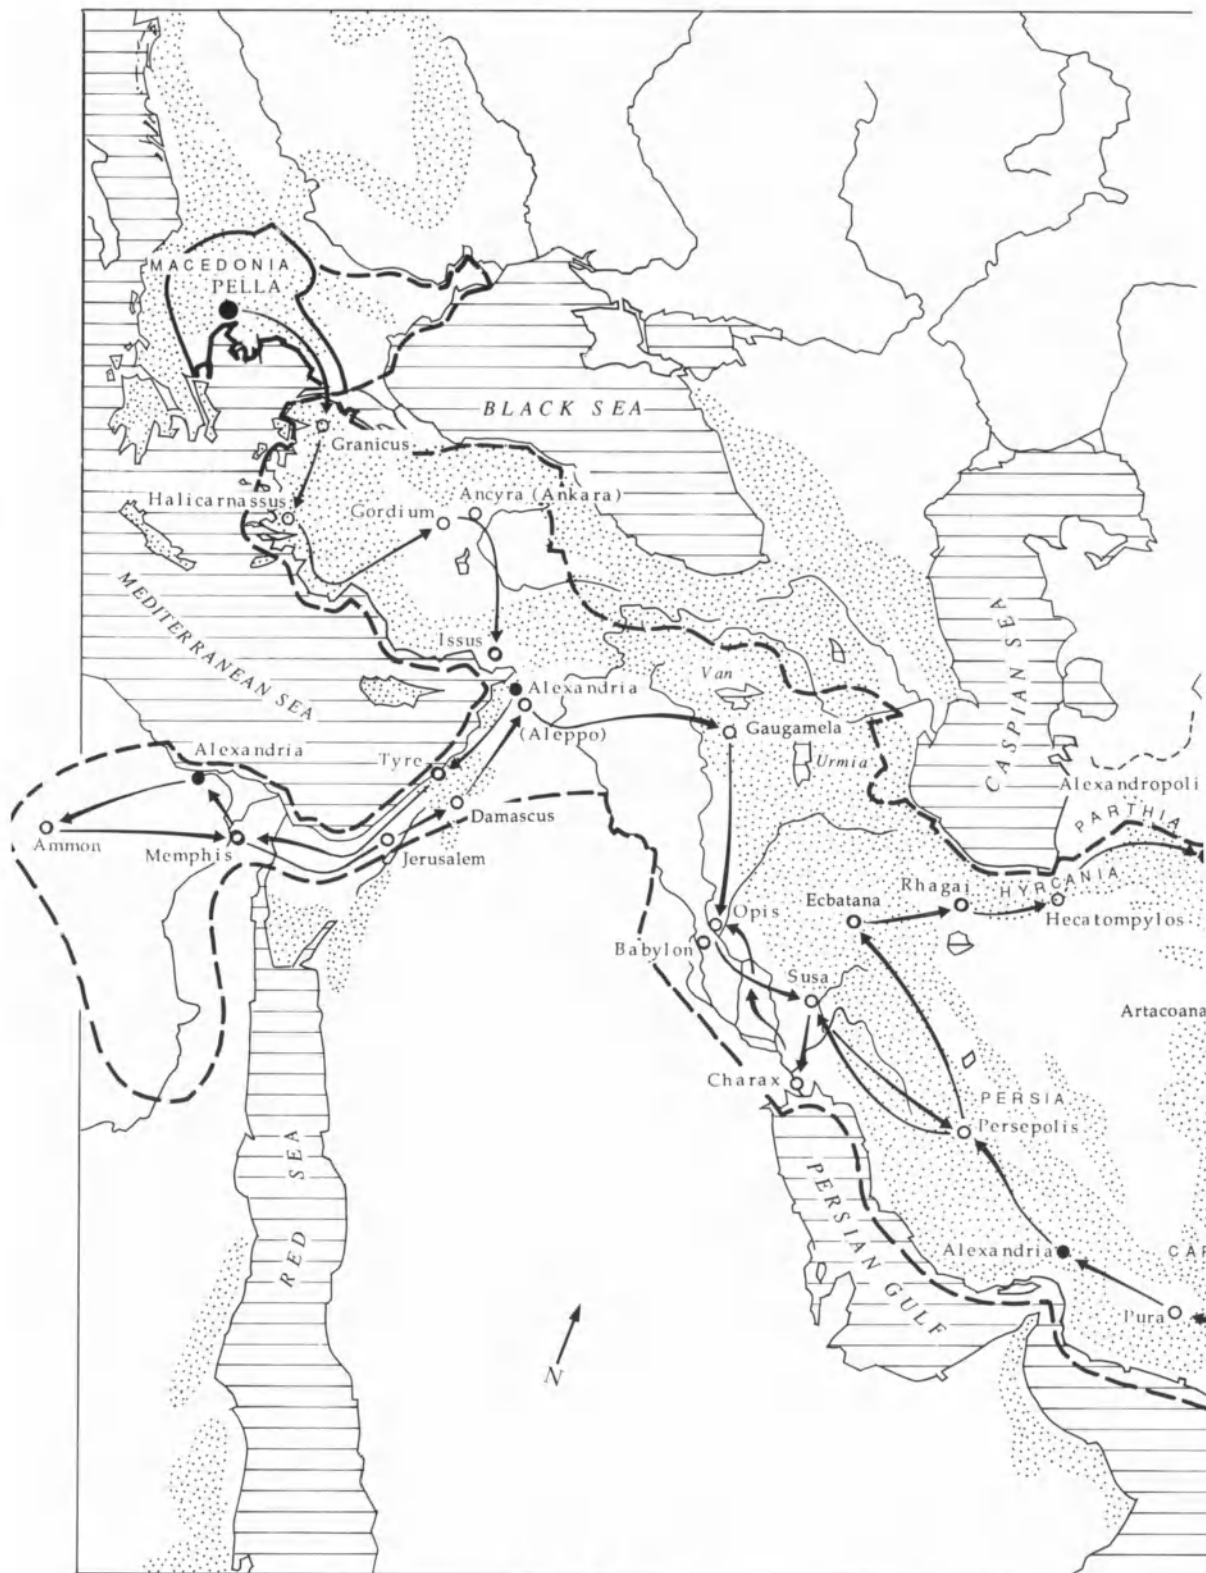 MACEDONIA
PELLA
BLACK SEA
Granicus
Halicarnassus
Gordium
Ancyra (Ankara)
MEDITERRANEAN SEA
Issus
Van
CASPIAN SEA
Alexandria
(Aleppo)
Gaugamela
Urmia
Alexandria
Tyre
Alexandropoli
PARTHIA
Damascus
Ammon
Memphis
Jerusalem
Rhagai
HYRCANIA
Ecbatana
Hecatompylos
Opis
Babylon
Susa
Artacoana
Charax
PERSIA
Persepolis
RED SEA
PERSIAN GULF
Alexandria
CAR
Pura
N